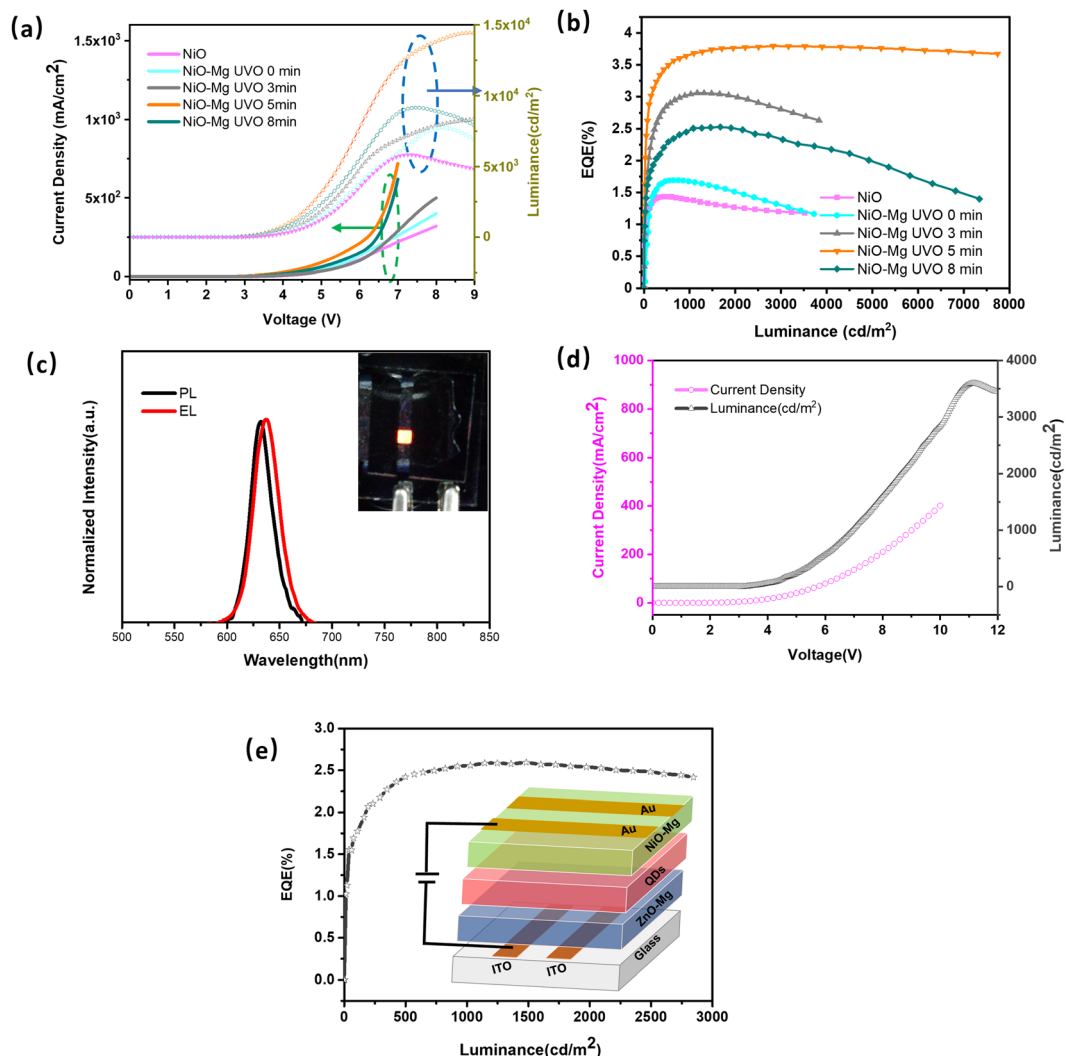 (a)
Current Density (mA/cm²)
1.5x10³
1x10³
5x10²
0
NiO
NiO-Mg UVO 0 min
NiO-Mg UVO 3min
NiO-Mg UVO 5min
NiO-Mg UVO 8min
1.5x10⁴
1x10⁴
5x10³
0
Luminance(cd/m²)
0 1 2 3 4 5 6 7 8 9
Voltage (V)
(b)
EQE(%)
4
3.5
3
2.5
2
1.5
1
0.5
0
NiO
NiO-Mg UVO 0 min
NiO-Mg UVO 3 min
NiO-Mg UVO 5 min
NiO-Mg UVO 8 min
0 1000 2000 3000 4000 5000 6000 7000 8000
Luminance (cd/m²)
(c)
Normalized Intensity(a.u.)
PL
EL
500 550 600 650 700 750 800 850
Wavelength(nm)
(d)
Current Density(mA/cm²)
1000
800
600
400
200
0
Current Density
Luminance(cd/m²)
4000
3000
2000
1000
0
Luminance(cd/m²)
0 2 4 6 8 10 12
Voltage(V)
(e)
EQE(%)
3.0
2.5
2.0
1.5
1.0
0.5
0.0
Au
Au
NiO-Mg
QDs
ZnO-Mg
Glass
ITO
ITO
0 500 1000 1500 2000 2500 3000
Luminance(cd/m²)